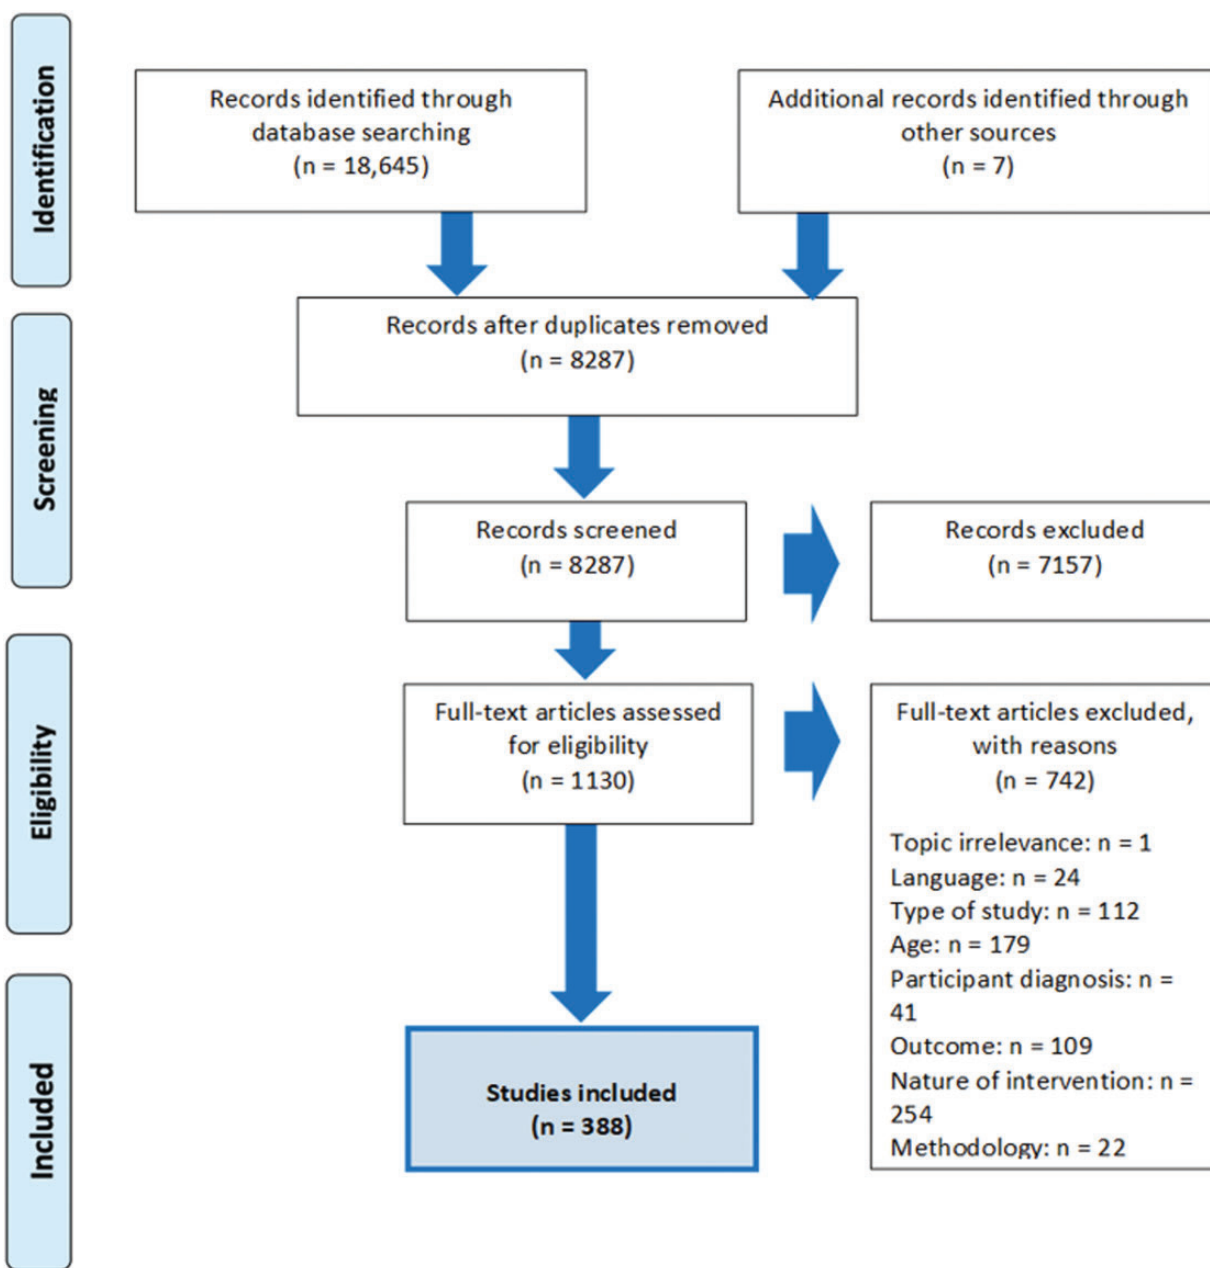 Identification
Records identified through
database searching
(n = 18,645)
Additional records identified through
other sources
(n = 7)
Screening
Records after duplicates removed
(n = 8287)
Records screened
(n = 8287)
Records excluded
(n = 7157)
Eligibility
Full-text articles assessed
for eligibility
(n = 1130)
Full-text articles excluded,
with reasons
(n = 742)
Topic irrelevance: n = 1
Language: n = 24
Type of study: n = 112
Age: n = 179
Participant diagnosis: n =
41
Outcome: n = 109
Nature of intervention: n =
254
Methodology: n = 22
Included
Studies included
(n = 388)